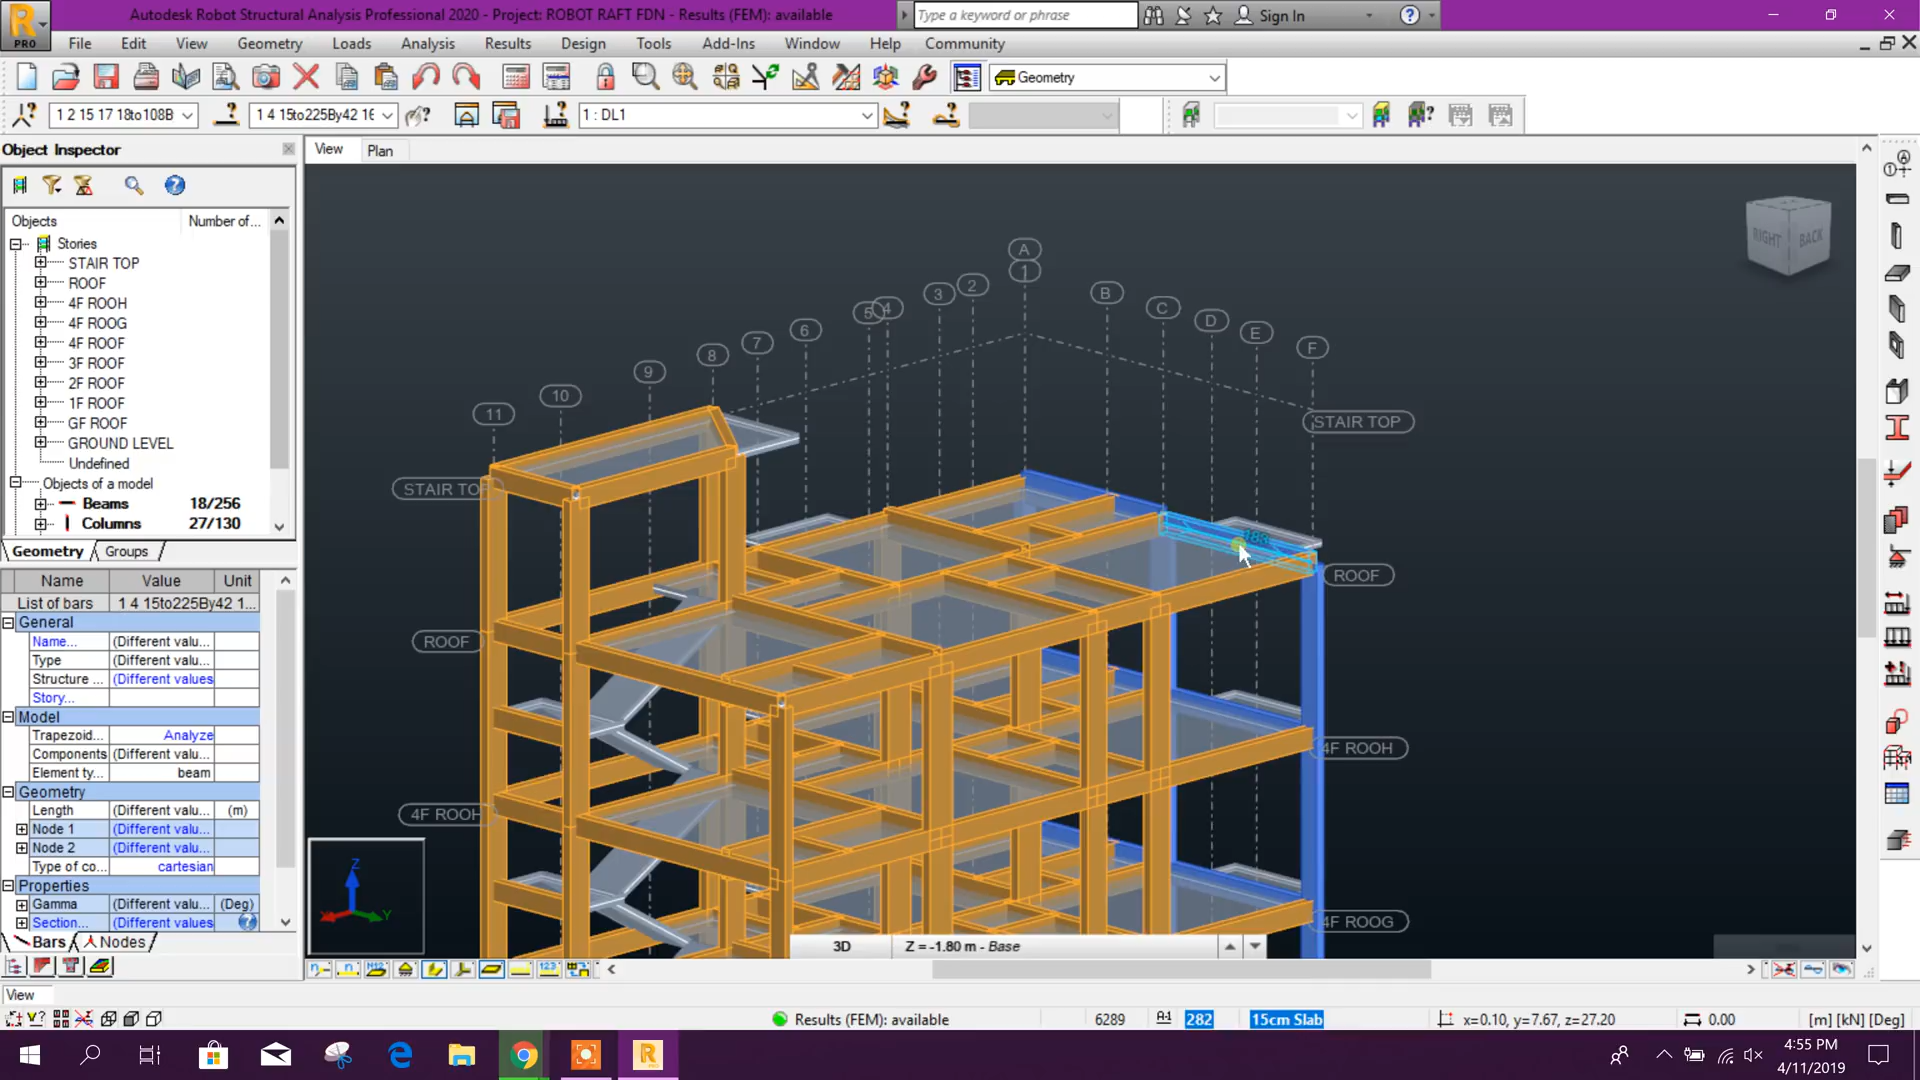 Autodesk Robot Structural Analysis Professional 2020 - Project: ROBOT RAFT FDN - Results (FEM): available
Type a keyword or phrase
Sign In
PRO
File Edit View Geometry Loads Analysis Results Design Tools Add-Ins Window Help Community
Geometry
1 2 15 17 18to108B
1 4 15to225By42 16
1 : DL1
Object Inspector
View Plan
Objects Number of...
Stories
STAIR TOP
ROOF
4F ROOH
4F ROOG
4F ROOF
3F ROOF
2F ROOF
1F ROOF
GF ROOF
GROUND LEVEL
Undefined
Objects of a model
Beams 18/256
Columns 27/130
Geometry Groups
Name Value Unit
List of bars 1 4 15to225By42 1...
General
Name... (Different valu...
Type (Different valu...
Structure ... (Different values
Story...
Model
Trapezoid... Analyze
Components (Different valu...
Element ty... beam
Geometry
Length (Different valu... (m)
Node 1 (Different valu...
Node 2 (Different valu...
Type of co... cartesian
Properties
Gamma (Different valu... (Deg)
Section... (Different values
Bars Nodes
RIGHT BACK
A
1
2
3
4
5
6
7
8
9
10
11
B
C
D
E
F
STAIR TOP
STAIR TO
ROOF
ROOF
4F ROOH
4F ROOH
4F ROOG
Z
X
Y
3D Z = -1.80 m - Base
View
Results (FEM): available 6289 282 15cm Slab x=0.10, y=7.67, z=27.20 0.00 [m] [kN] [Deg]
4:55 PM
4/11/2019